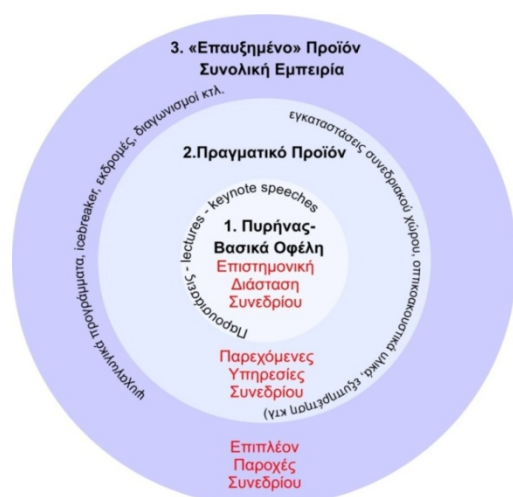 3. «Επαυξημένο» Προϊόν
Συνολική Εμπειρία
ψυχαγωγικά προγράμματα, icebreaker, εκδρομές, διαγωνισμοί κτλ.
εγκαταστάσεις συνεδριακού χώρου, οπτικοακουστικά υλικά, εξυπηρέτηση κτλ)
2.Πραγματικό Προϊόν
Παρουσιάσεις - lectures - keynote speeches
1. Πυρήνας-
Βασικά Οφέλη
Επιστημονική
Διάσταση
Συνεδρίου
Παρεχόμενες
Υπηρεσίες
Συνεδρίου
Επιπλέον
Παροχές
Συνεδρίου